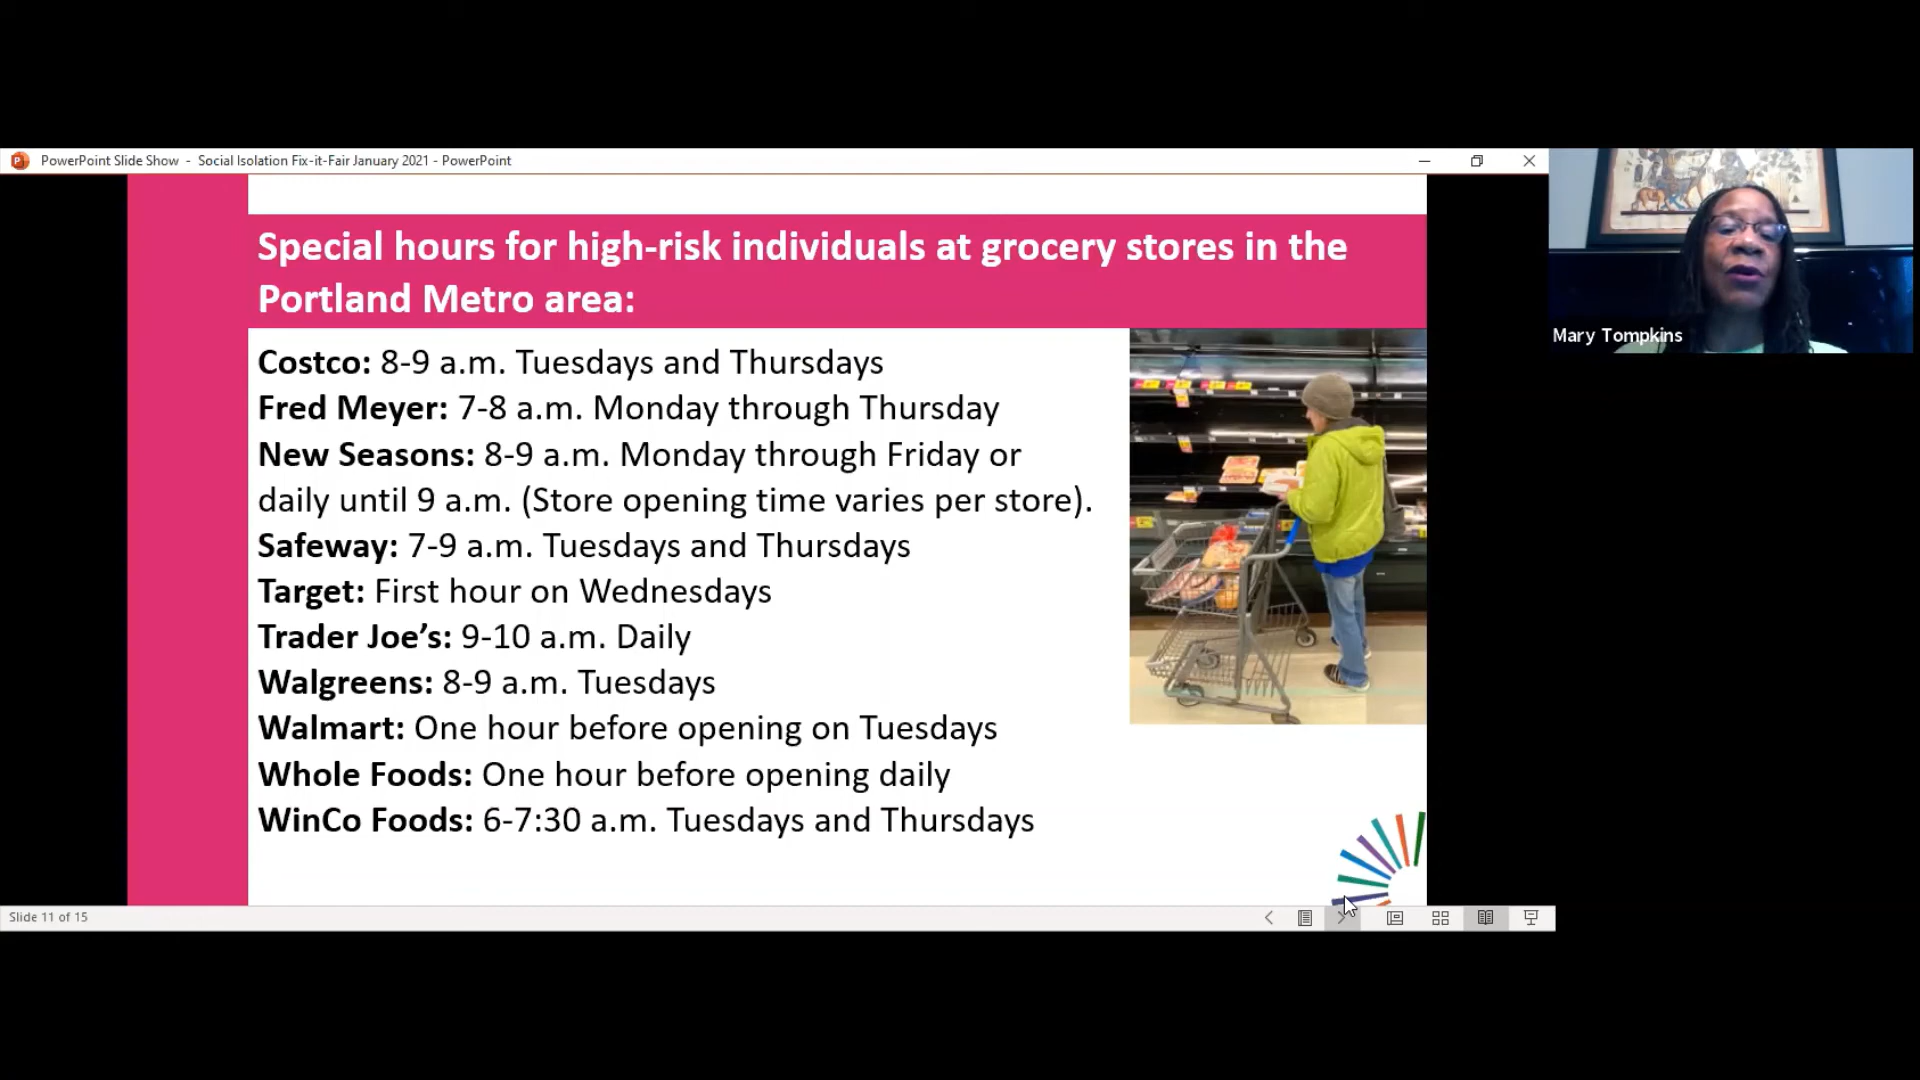 PowerPoint Slide Show - Social Isolation Fix-it-Fair January 2021 - PowerPoint
Special hours for high-risk individuals at grocery stores in the
Portland Metro area:
Costco: 8-9 a.m. Tuesdays and Thursdays
Fred Meyer: 7-8 a.m. Monday through Thursday
New Seasons: 8-9 a.m. Monday through Friday or
daily until 9 a.m. (Store opening time varies per store).
Safeway: 7-9 a.m. Tuesdays and Thursdays
Target: First hour on Wednesdays
Trader Joe’s: 9-10 a.m. Daily
Walgreens: 8-9 a.m. Tuesdays
Walmart: One hour before opening on Tuesdays
Whole Foods: One hour before opening daily
WinCo Foods: 6-7:30 a.m. Tuesdays and Thursdays
Mary Tompkins
Slide 11 of 15